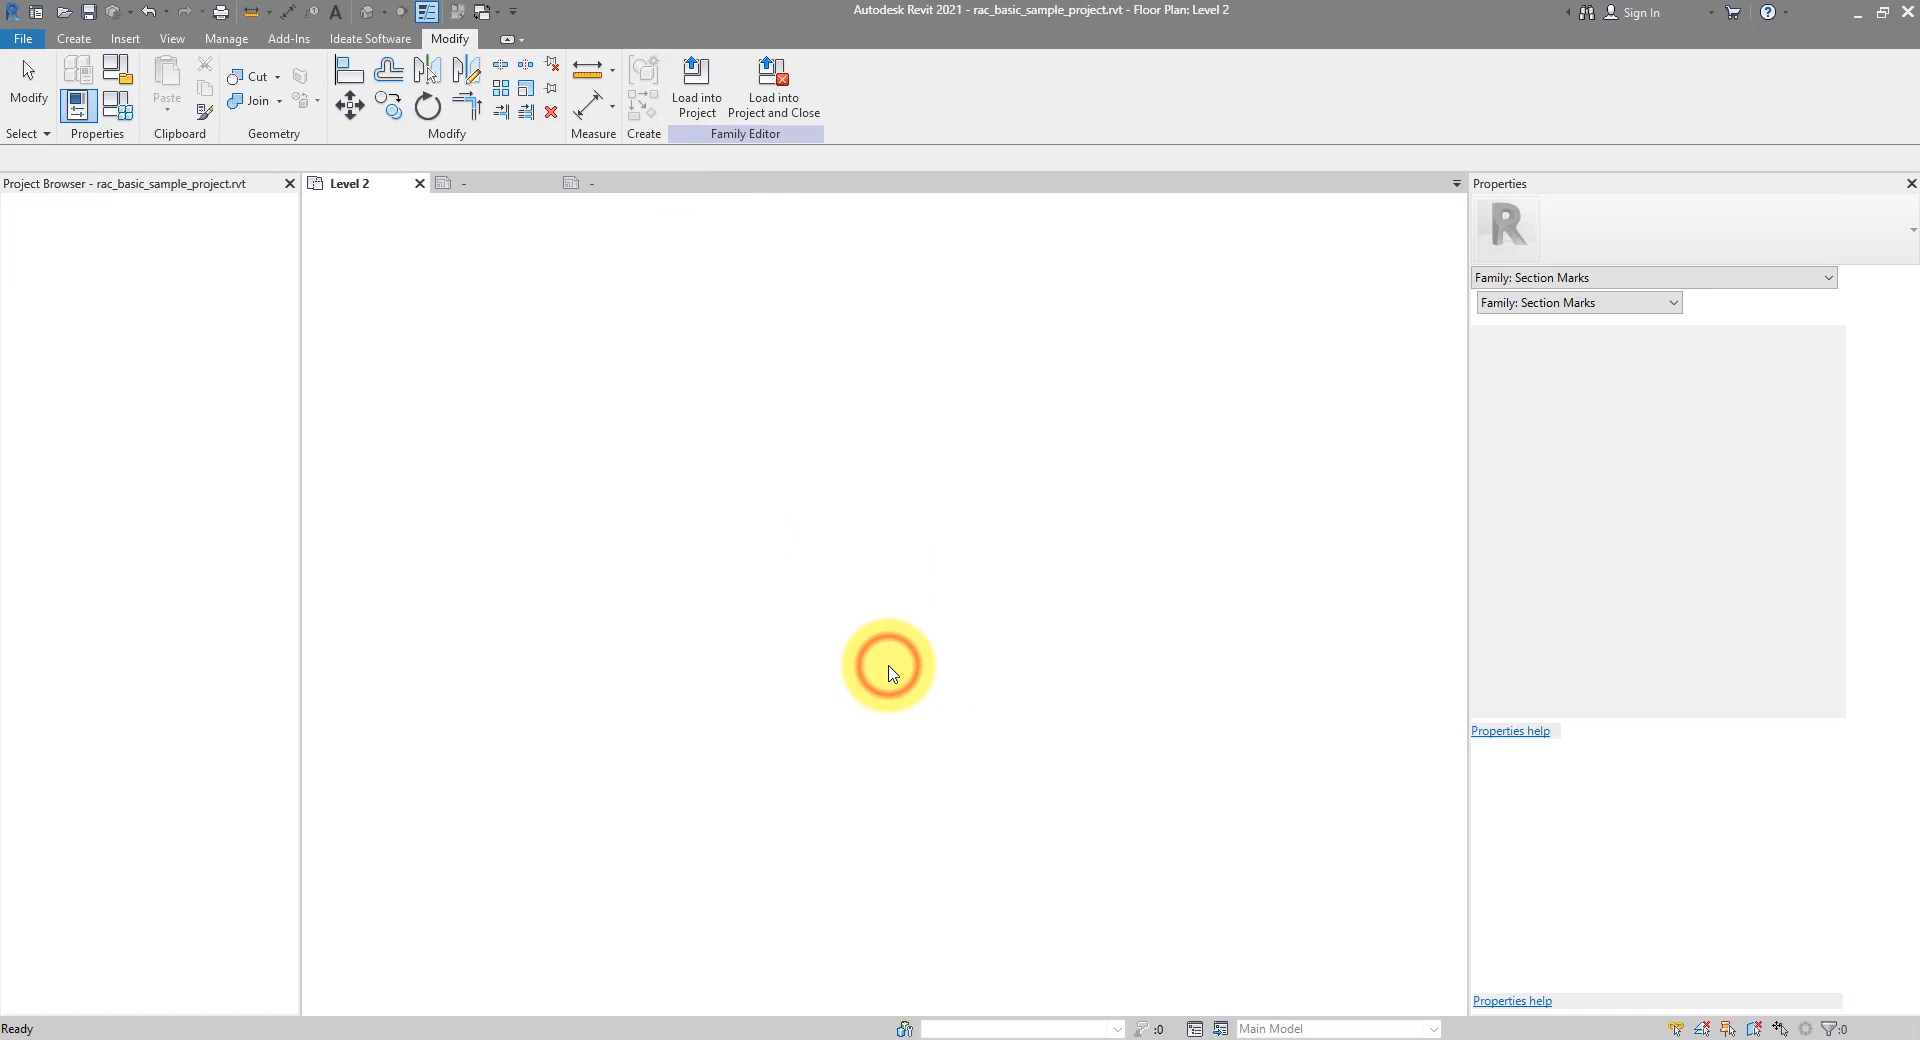 Autodesk Revit 2021 - rac_basic_sample_project.rvt - Floor Plan: Level 2
Sign In
File Create Insert View Manage Add-Ins Ideate Software Modify
Modify
Paste
Cut
Join
Load into
Project
Load into
Project and Close
Select Properties Clipboard Geometry Modify Measure Create Family Editor
Project Browser - rac_basic_sample_project.rvt
Level 2
-
-
Properties
Family: Section Marks
Family: Section Marks
Properties help
Properties help
Ready
:0
Main Model
:0